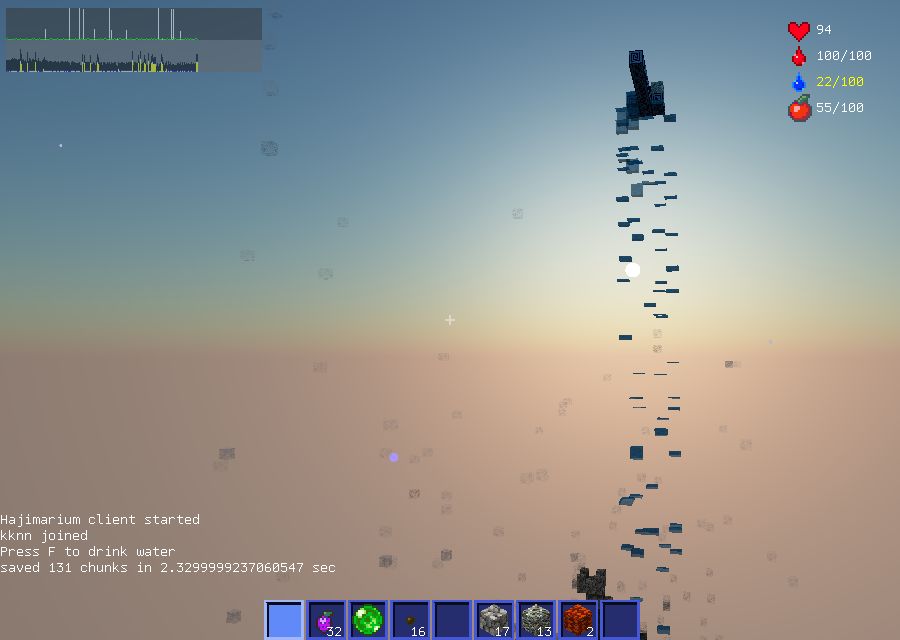 94
100/100
22/100
55/100
Hajimarium client started
kknn joined
Press F to drink water
saved 131 chunks in 2.3299999237060547 sec
32 16 17 13 2